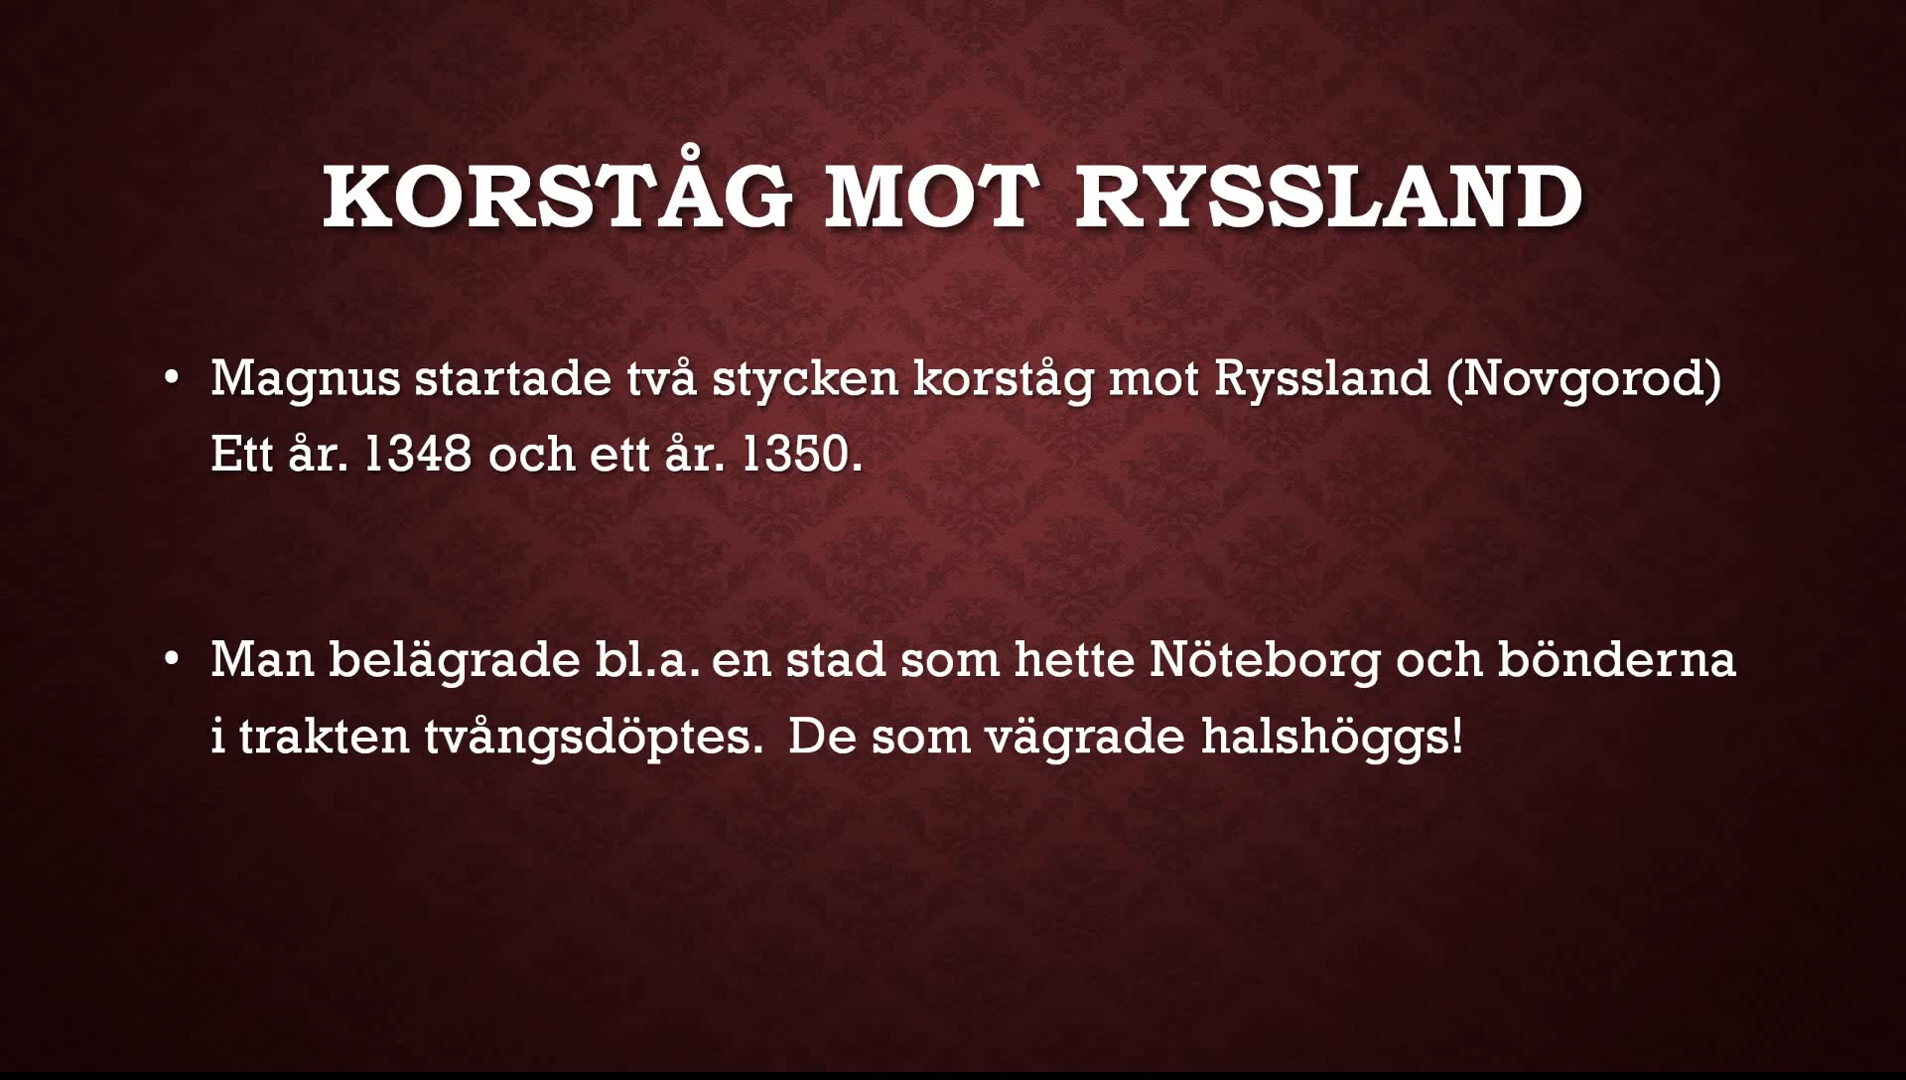 KORSTÅG MOT RYSSLAND
• Magnus startade två stycken korståg mot Ryssland (Novgorod)
Ett år. 1348 och ett år. 1350.
• Man belägrade bl.a. en stad som hette Nöteborg och bönderna
i trakten tvångsdöptes.  De som vägrade halshöggs!